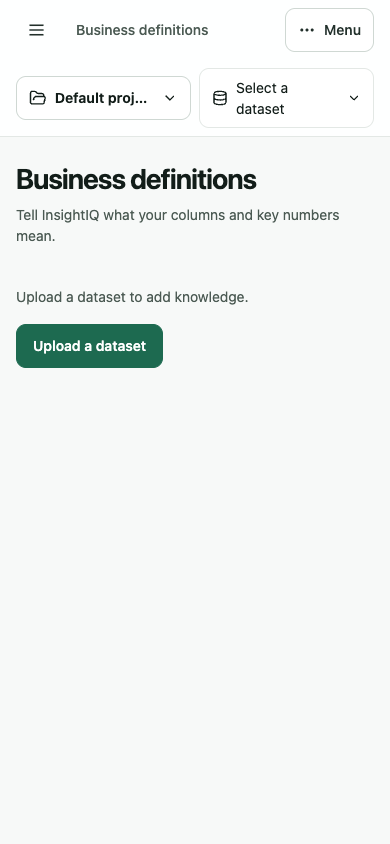 Business definitions
Menu
Default proj...
Select a
dataset
Business definitions
Tell InsightIQ what your columns and key numbers
mean.
Upload a dataset to add knowledge.
Upload a dataset